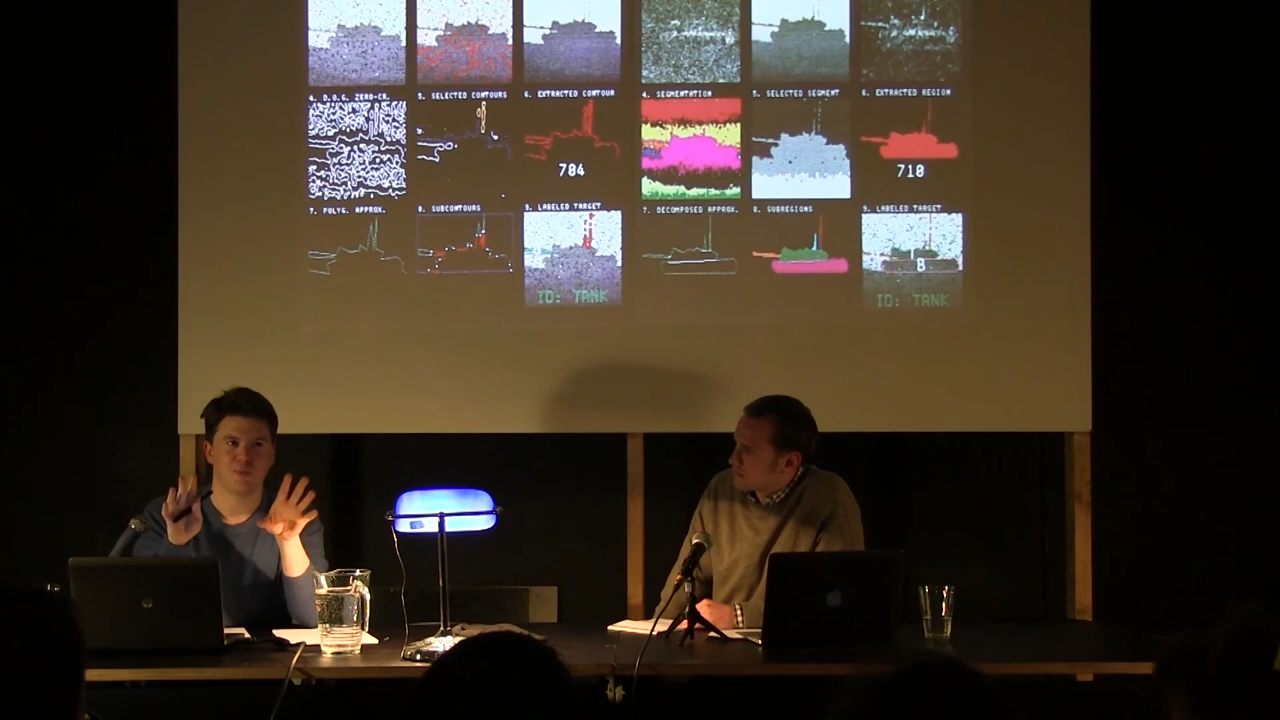 4. D.O.G. ZERO-CR.
5. SELECTED CONTOURS
6. EXTRACTED CONTOUR
4. SEGMENTATION
5. SELECTED SEGMENT
6. EXTRACTED REGION
704
710
7. POLYG. APPROX.
8. SUBCONTOURS
9. LABELED TARGET
7. DECOMPOSED APPROX.
8. SUBREGIONS
9. LABELED TARGET
B
ID: TANK
ID: TANK